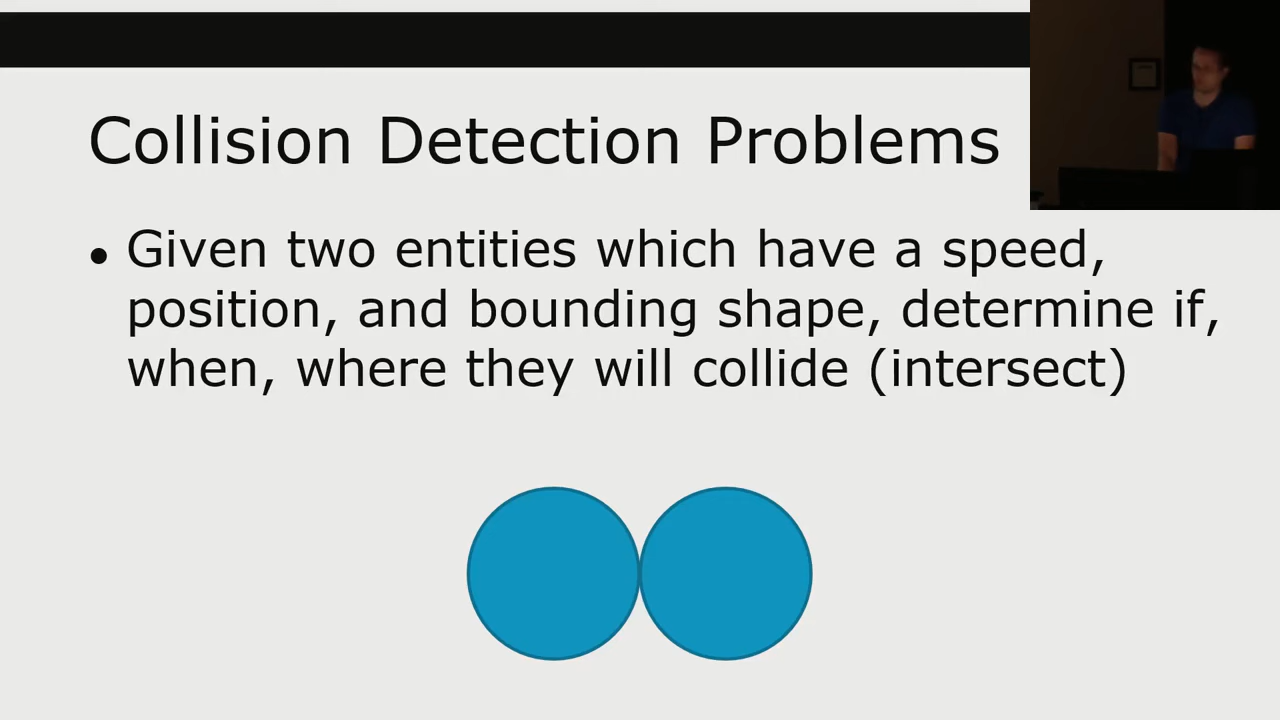 Collision Detection Problems
• Given two entities which have a speed,
position, and bounding shape, determine if,
when, where they will collide (intersect)